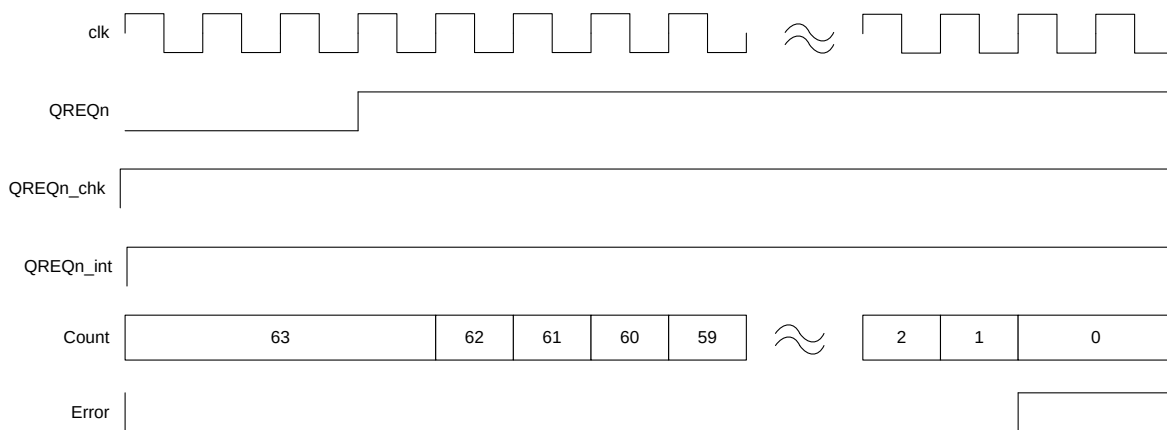 clk
QREQn
QREQn_chk
QREQn_int
Count 63 62 61 60 59 2 1 0
Error